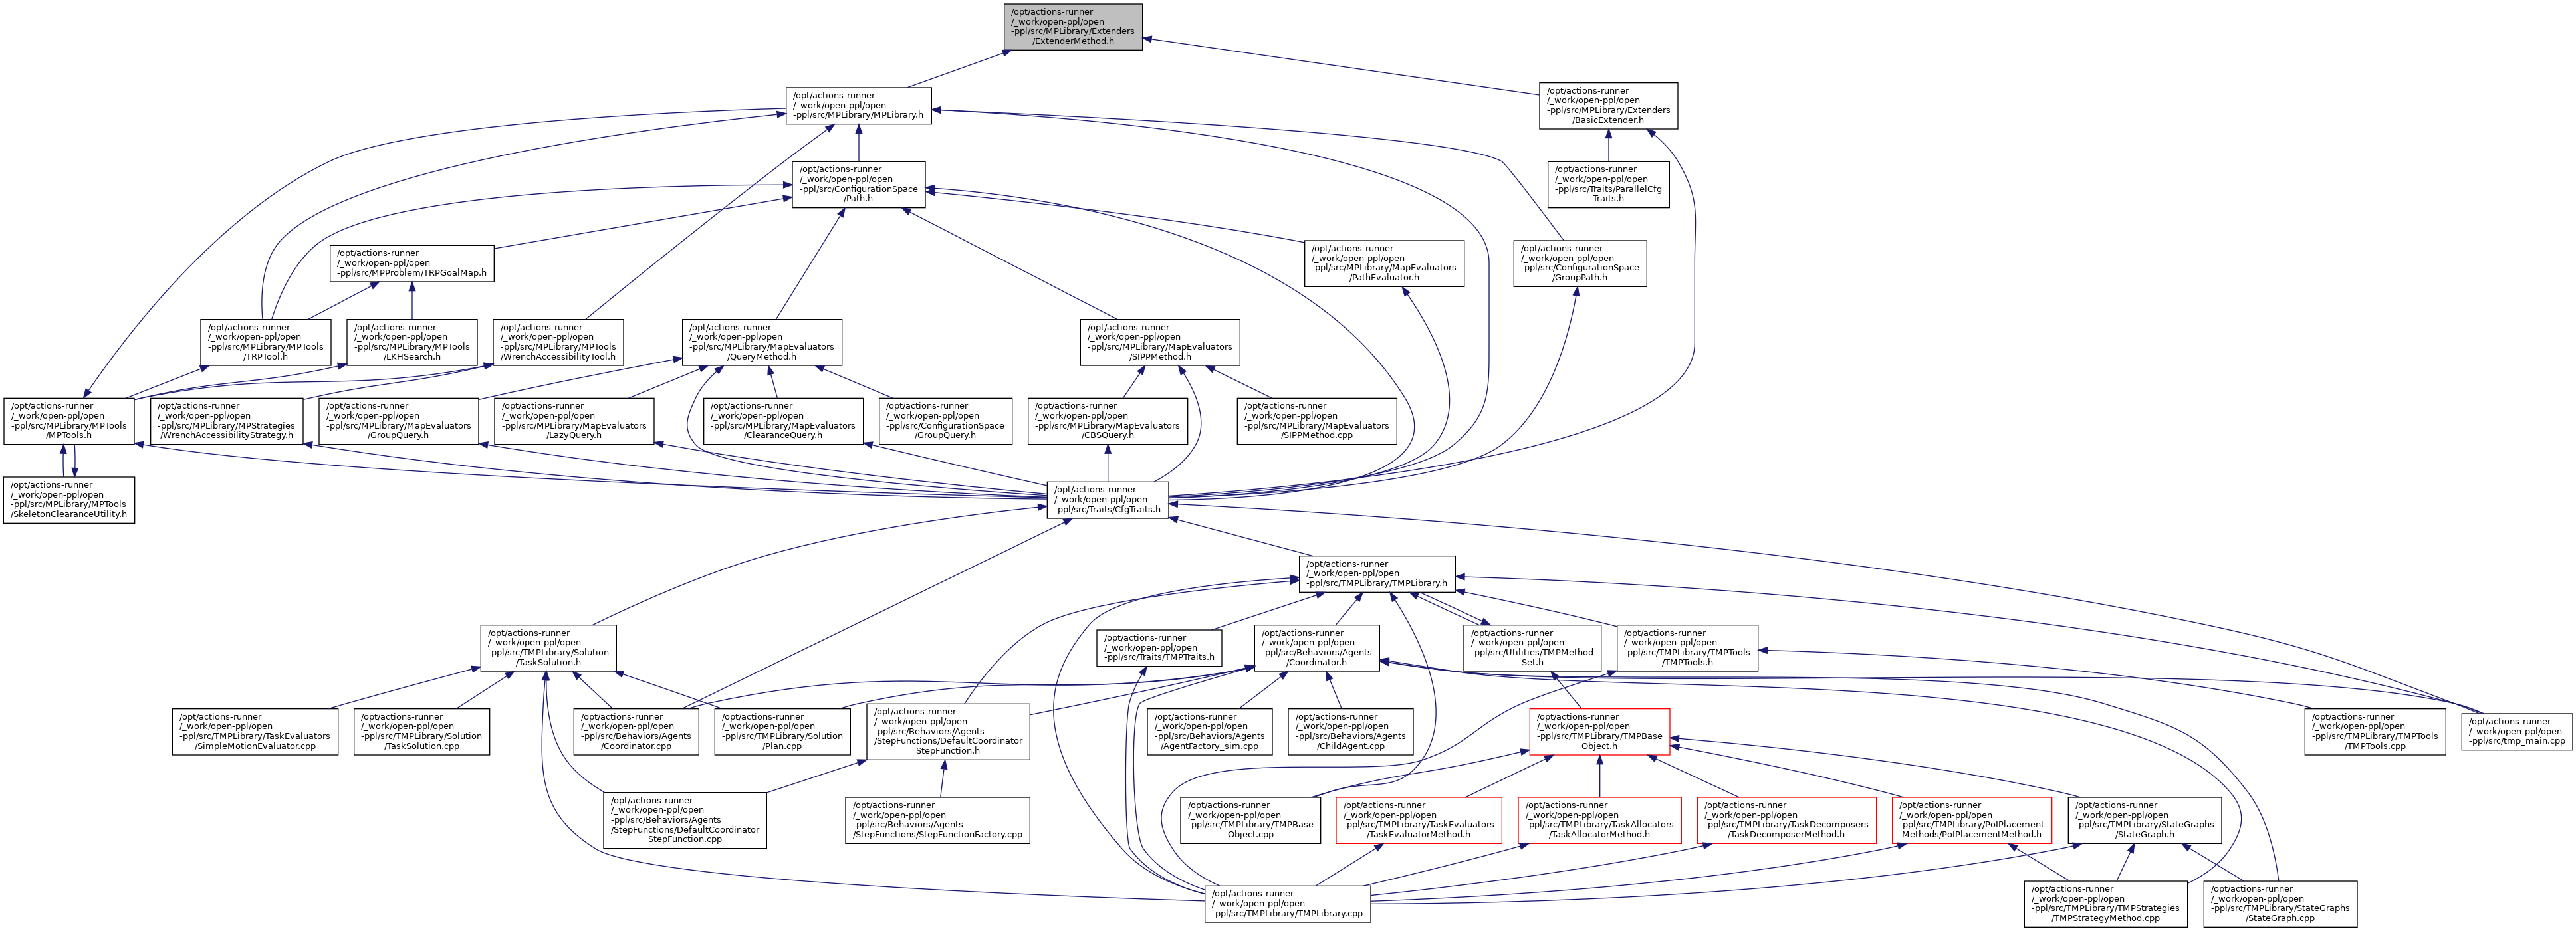 /opt/actions-runner
/_work/open-ppl/open
-ppl/src/MPLibrary/Extenders
/ExtenderMethod.h
/opt/actions-runner
/_work/open-ppl/open
-ppl/src/MPLibrary/MPLibrary.h
/opt/actions-runner
/_work/open-ppl/open
-ppl/src/MPLibrary/Extenders
/BasicExtender.h
/opt/actions-runner
/_work/open-ppl/open
-ppl/src/ConfigurationSpace
/Path.h
/opt/actions-runner
/_work/open-ppl/open
-ppl/src/Traits/ParallelCfg
Traits.h
/opt/actions-runner
/_work/open-ppl/open
-ppl/src/MPProblem/TRPGoalMap.h
/opt/actions-runner
/_work/open-ppl/open
-ppl/src/MPLibrary/MapEvaluators
/PathEvaluator.h
/opt/actions-runner
/_work/open-ppl/open
-ppl/src/ConfigurationSpace
/GroupPath.h
/opt/actions-runner
/_work/open-ppl/open
-ppl/src/MPLibrary/MPTools
/TRPTool.h
/opt/actions-runner
/_work/open-ppl/open
-ppl/src/MPLibrary/MPTools
/LKHSearch.h
/opt/actions-runner
/_work/open-ppl/open
-ppl/src/MPLibrary/MPTools
/WrenchAccessibilityTool.h
/opt/actions-runner
/_work/open-ppl/open
-ppl/src/MPLibrary/MapEvaluators
/QueryMethod.h
/opt/actions-runner
/_work/open-ppl/open
-ppl/src/MPLibrary/MapEvaluators
/SIPPMethod.h
/opt/actions-runner
/_work/open-ppl/open
-ppl/src/MPLibrary/MPTools
/MPTools.h
/opt/actions-runner
/_work/open-ppl/open
-ppl/src/MPLibrary/MPStrategies
/WrenchAccessibilityStrategy.h
/opt/actions-runner
/_work/open-ppl/open
-ppl/src/MPLibrary/MapEvaluators
/GroupQuery.h
/opt/actions-runner
/_work/open-ppl/open
-ppl/src/MPLibrary/MapEvaluators
/LazyQuery.h
/opt/actions-runner
/_work/open-ppl/open
-ppl/src/MPLibrary/MapEvaluators
/ClearanceQuery.h
/opt/actions-runner
/_work/open-ppl/open
-ppl/src/ConfigurationSpace
/GroupQuery.h
/opt/actions-runner
/_work/open-ppl/open
-ppl/src/MPLibrary/MapEvaluators
/CBSQuery.h
/opt/actions-runner
/_work/open-ppl/open
-ppl/src/MPLibrary/MapEvaluators
/SIPPMethod.cpp
/opt/actions-runner
/_work/open-ppl/open
-ppl/src/MPLibrary/MPTools
/SkeletonClearanceUtility.h
/opt/actions-runner
/_work/open-ppl/open
-ppl/src/Traits/CfgTraits.h
/opt/actions-runner
/_work/open-ppl/open
-ppl/src/TMPLibrary/TMPLibrary.h
/opt/actions-runner
/_work/open-ppl/open
-ppl/src/TMPLibrary/Solution
/TaskSolution.h
/opt/actions-runner
/_work/open-ppl/open
-ppl/src/Traits/TMPTraits.h
/opt/actions-runner
/_work/open-ppl/open
-ppl/src/Behaviors/Agents
/Coordinator.h
/opt/actions-runner
/_work/open-ppl/open
-ppl/src/Utilities/TMPMethod
Set.h
/opt/actions-runner
/_work/open-ppl/open
-ppl/src/TMPLibrary/TMPTools
/TMPTools.h
/opt/actions-runner
/_work/open-ppl/open
-ppl/src/TMPLibrary/TaskEvaluators
/SimpleMotionEvaluator.cpp
/opt/actions-runner
/_work/open-ppl/open
-ppl/src/TMPLibrary/Solution
/TaskSolution.cpp
/opt/actions-runner
/_work/open-ppl/open
-ppl/src/Behaviors/Agents
/Coordinator.cpp
/opt/actions-runner
/_work/open-ppl/open
-ppl/src/TMPLibrary/Solution
/Plan.cpp
/opt/actions-runner
/_work/open-ppl/open
-ppl/src/Behaviors/Agents
/StepFunctions/DefaultCoordinator
StepFunction.h
/opt/actions-runner
/_work/open-ppl/open
-ppl/src/Behaviors/Agents
/AgentFactory_sim.cpp
/opt/actions-runner
/_work/open-ppl/open
-ppl/src/Behaviors/Agents
/ChildAgent.cpp
/opt/actions-runner
/_work/open-ppl/open
-ppl/src/TMPLibrary/TMPBase
Object.h
/opt/actions-runner
/_work/open-ppl/open
-ppl/src/TMPLibrary/TMPTools
/TMPTools.cpp
/opt/actions-runner
/_work/open-ppl/open
-ppl/src/tmp_main.cpp
/opt/actions-runner
/_work/open-ppl/open
-ppl/src/Behaviors/Agents
/StepFunctions/DefaultCoordinator
StepFunction.cpp
/opt/actions-runner
/_work/open-ppl/open
-ppl/src/Behaviors/Agents
/StepFunctions/StepFunctionFactory.cpp
/opt/actions-runner
/_work/open-ppl/open
-ppl/src/TMPLibrary/TMPBase
Object.cpp
/opt/actions-runner
/_work/open-ppl/open
-ppl/src/TMPLibrary/TaskEvaluators
/TaskEvaluatorMethod.h
/opt/actions-runner
/_work/open-ppl/open
-ppl/src/TMPLibrary/TaskAllocators
/TaskAllocatorMethod.h
/opt/actions-runner
/_work/open-ppl/open
-ppl/src/TMPLibrary/TaskDecomposers
/TaskDecomposerMethod.h
/opt/actions-runner
/_work/open-ppl/open
-ppl/src/TMPLibrary/PoIPlacement
Methods/PoIPlacementMethod.h
/opt/actions-runner
/_work/open-ppl/open
-ppl/src/TMPLibrary/StateGraphs
/StateGraph.h
/opt/actions-runner
/_work/open-ppl/open
-ppl/src/TMPLibrary/TMPLibrary.cpp
/opt/actions-runner
/_work/open-ppl/open
-ppl/src/TMPLibrary/TMPStrategies
/TMPStrategyMethod.cpp
/opt/actions-runner
/_work/open-ppl/open
-ppl/src/TMPLibrary/StateGraphs
/StateGraph.cpp